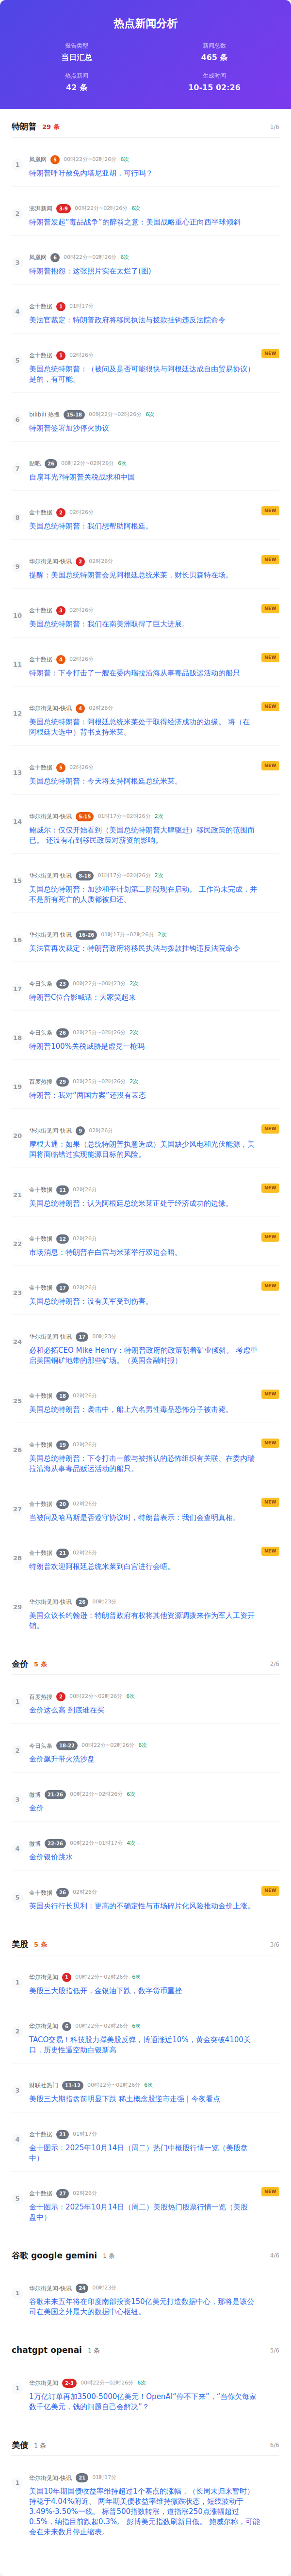 热点新闻分析
报告类型
新闻总数
当日汇总
465 条
热点新闻
生成时间
42 条
10-15 02:26
特朗普 29 条 1/6
1
凤凰网 5 00时22分~02时26分 6次
特朗普呼吁赦免内塔尼亚胡，可行吗？
2
澎湃新闻 3-9 00时22分~02时26分 6次
特朗普发起“毒品战争”的醉翁之意：美国战略重心正向西半球倾斜
3
凤凰网 6 00时22分~02时26分 6次
特朗普抱怨：这张照片实在太烂了(图)
4
金十数据 1 01时17分
美法官裁定：特朗普政府将移民执法与拨款挂钩违反法院命令
5
金十数据 1 02时26分 NEW
美国总统特朗普：（被问及是否可能很快与阿根廷达成自由贸易协议）
是的，有可能。
6
bilibili 热搜 15-18 00时22分~02时26分 6次
特朗普签署加沙停火协议
7
贴吧 26 00时22分~02时26分 6次
自扇耳光?特朗普关税战求和中国
8
金十数据 2 02时26分 NEW
美国总统特朗普：我们想帮助阿根廷。
9
华尔街见闻-快讯 2 02时26分 NEW
提醒：美国总统特朗普会见阿根廷总统米莱，财长贝森特在场。
10
金十数据 3 02时26分 NEW
美国总统特朗普：我们在南美洲取得了巨大进展。
11
金十数据 4 02时26分 NEW
特朗普：下令打击了一艘在委内瑞拉沿海从事毒品贩运活动的船只
12
华尔街见闻-快讯 4 02时26分 NEW
美国总统特朗普：阿根廷总统米莱处于取得经济成功的边缘。 将（在
阿根廷大选中）背书支持米莱。
13
金十数据 5 02时26分 NEW
美国总统特朗普：今天将支持阿根廷总统米莱。
14
华尔街见闻-快讯 5-15 01时17分~02时26分 2次
鲍威尔：仅仅开始看到（美国总统特朗普大肆驱赶）移民政策的范围而
已。 还没有看到移民政策对薪资的影响。
15
华尔街见闻-快讯 8-18 01时17分~02时26分 2次
美国总统特朗普：加沙和平计划第二阶段现在启动。 工作尚未完成，并
不是所有死亡的人质都被归还。
16
华尔街见闻-快讯 16-26 01时17分~02时26分 2次
美法官再次裁定：特朗普政府将移民执法与拨款挂钩违反法院命令
17
今日头条 23 00时22分~00时23分 2次
特朗普C位合影喊话：大家笑起来
18
今日头条 26 02时25分~02时26分 2次
特朗普100%关税威胁是虚晃一枪吗
19
百度热搜 29 02时25分~02时26分 2次
特朗普：我对“两国方案”还没有表态
20
华尔街见闻-快讯 9 02时26分 NEW
摩根大通：如果（总统特朗普执意造成）美国缺少风电和光伏能源，美
国将面临错过实现能源目标的风险。
21
金十数据 11 02时26分 NEW
美国总统特朗普：认为阿根廷总统米莱正处于经济成功的边缘。
22
金十数据 12 02时26分 NEW
市场消息：特朗普在白宫与米莱举行双边会晤。
23
金十数据 17 02时26分 NEW
美国总统特朗普：没有美军受到伤害。
24
华尔街见闻-快讯 17 00时23分
必和必拓CEO Mike Henry：特朗普政府的政策朝着矿业倾斜。 考虑重
启美国铜矿地带的那些矿场。（英国金融时报）
25
金十数据 18 02时26分 NEW
美国总统特朗普：袭击中，船上六名男性毒品恐怖分子被击毙。
26
金十数据 19 02时26分 NEW
美国总统特朗普：下令打击一艘与被指认的恐怖组织有关联、在委内瑞
拉沿海从事毒品贩运活动的船只。
27
金十数据 20 02时26分 NEW
当被问及哈马斯是否遵守协议时，特朗普表示：我们会查明真相。
28
金十数据 21 02时26分 NEW
特朗普欢迎阿根廷总统米莱到白宫进行会晤。
29
华尔街见闻-快讯 26 00时23分
美国众议长约翰逊：特朗普政府有权将其他资源调拨来作为军人工资开
销。
金价 5 条 2/6
1
百度热搜 2 00时22分~02时26分 6次
金价这么高 到底谁在买
2
今日头条 18-22 00时22分~02时26分 6次
金价飙升带火洗沙盘
3
微博 21-26 00时22分~02时26分 6次
金价
4
微博 22-26 00时22分~01时17分 4次
金价银价跳水
5
金十数据 26 02时26分 NEW
英国央行行长贝利：更高的不确定性与市场碎片化风险推动金价上涨。
美股 5 条 3/6
1
华尔街见闻 1 00时22分~02时26分 6次
美股三大股指低开，金银油下跌，数字货币重挫
2
华尔街见闻 6 00时22分~02时26分 6次
TACO交易！科技股力撑美股反弹，博通涨近10%，黄金突破4100关
口，历史性逼空助白银新高
3
财联社热门 11-12 00时22分~02时26分 6次
美股三大期指盘前明显下跌 稀土概念股逆市走强 | 今夜看点
4
金十数据 21 01时17分
金十图示：2025年10月14日（周二）热门中概股行情一览（美股盘
中）
5
金十数据 27 02时26分 NEW
金十图示：2025年10月14日（周二）美股热门股票行情一览（美股
盘中）
谷歌 google gemini 1 条 4/6
1
华尔街见闻-快讯 24 00时23分
谷歌未来五年将在印度南部投资150亿美元打造数据中心，那将是该公
司在美国之外最大的数据中心枢纽。
chatgpt openai 1 条 5/6
1
华尔街见闻 2-3 00时22分~02时26分 6次
1万亿订单再加3500-5000亿美元！OpenAI“停不下来”，“当你欠每家
数千亿美元，钱的问题自己会解决”？
美债 1 条 6/6
1
华尔街见闻-快讯 21 01时17分
美国10年期国债收益率维持超过1个基点的涨幅，（长周末归来暂时）
持稳于4.04%附近。 两年期美债收益率维持微跌状态，短线波动于
3.49%-3.50%一线。 标普500指数转涨，道指涨250点涨幅超过
0.5%，纳指目前跌超0.3%。 彭博美元指数刷新日低。 鲍威尔称，可能
会在未来数月停止缩表。